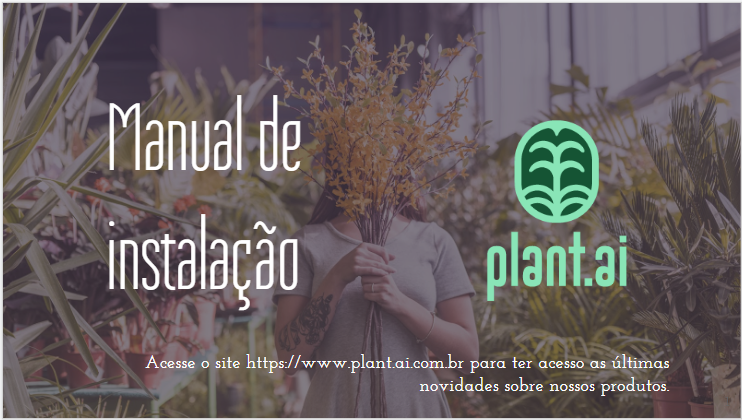 Manual de
instalação
plant.ai
Acesse o site https://www.plant.ai.com.br para ter acesso as últimas
novidades sobre nossos produtos.